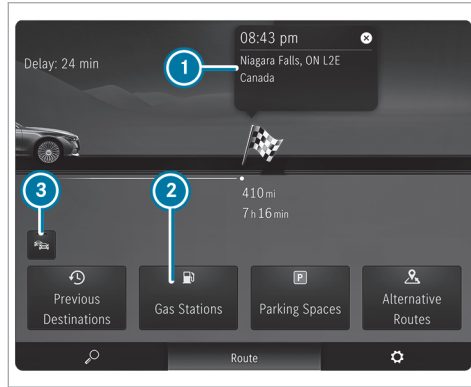 08:43 pm
Delay: 24 min
1
Niagara Falls, ON L2E
Canada
3
2
410 mi
7 h 16 min
P
Previous
Destinations
Gas Stations
Parking Spaces
Alternative
Routes
Route